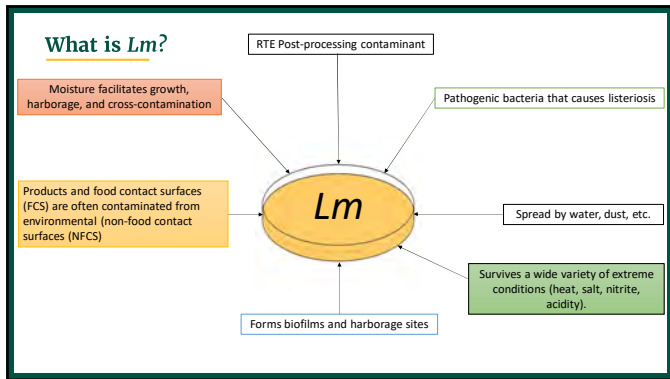 What is Lm?
RTE Post-processing contaminant
Moisture facilitates growth,
harborage, and cross-contamination
Pathogenic bacteria that causes listeriosis
Products and food contact surfaces
(FCS) are often contaminated from
environmental (non-food contact
surfaces (NFCS)
Lm
Spread by water, dust, etc.
Survives a wide variety of extreme
conditions (heat, salt, nitrite,
acidity).
Forms biofilms and harborage sites